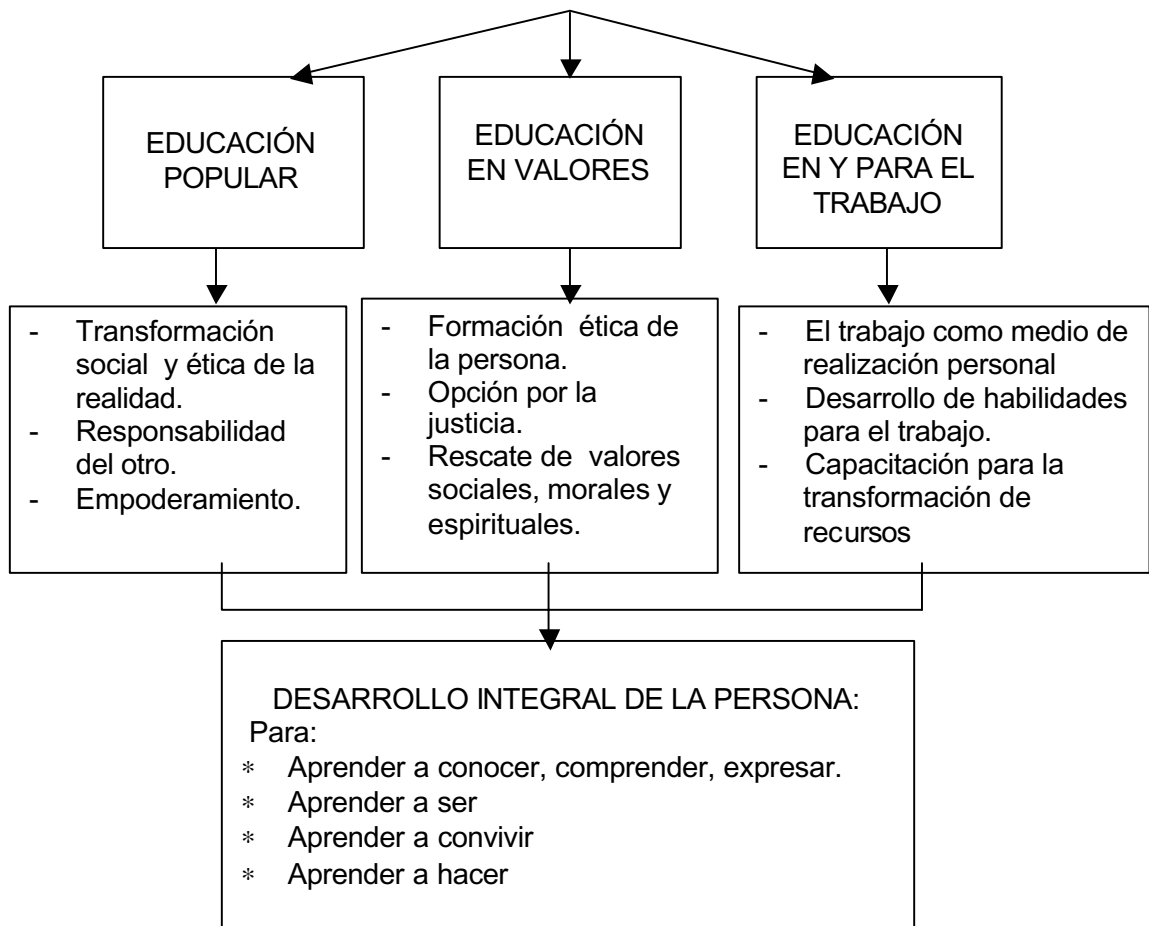 EDUCACIÓN
POPULAR
EDUCACIÓN
EN VALORES
EDUCACIÓN
EN Y PARA EL
TRABAJO
- Transformación
social y ética de la
realidad.
- Responsabilidad
del otro.
- Empoderamiento.
- Formación ética de
la persona.
- Opción por la
justicia.
- Rescate de valores
sociales, morales y
espirituales.
- El trabajo como medio de
realización personal
- Desarrollo de habilidades
para el trabajo.
- Capacitación para la
transformación de
recursos
DESARROLLO INTEGRAL DE LA PERSONA:
Para:
* Aprender a conocer, comprender, expresar.
* Aprender a ser
* Aprender a convivir
* Aprender a hacer